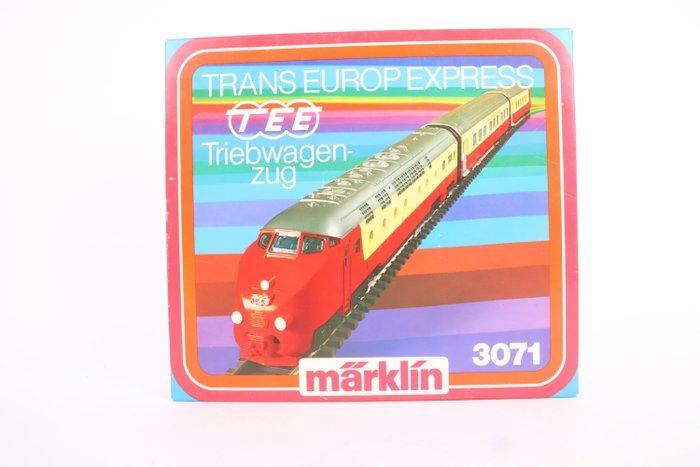 TRANS EUROP EXPRESS
TEE
Triebwagen-
zug
3071
märklin